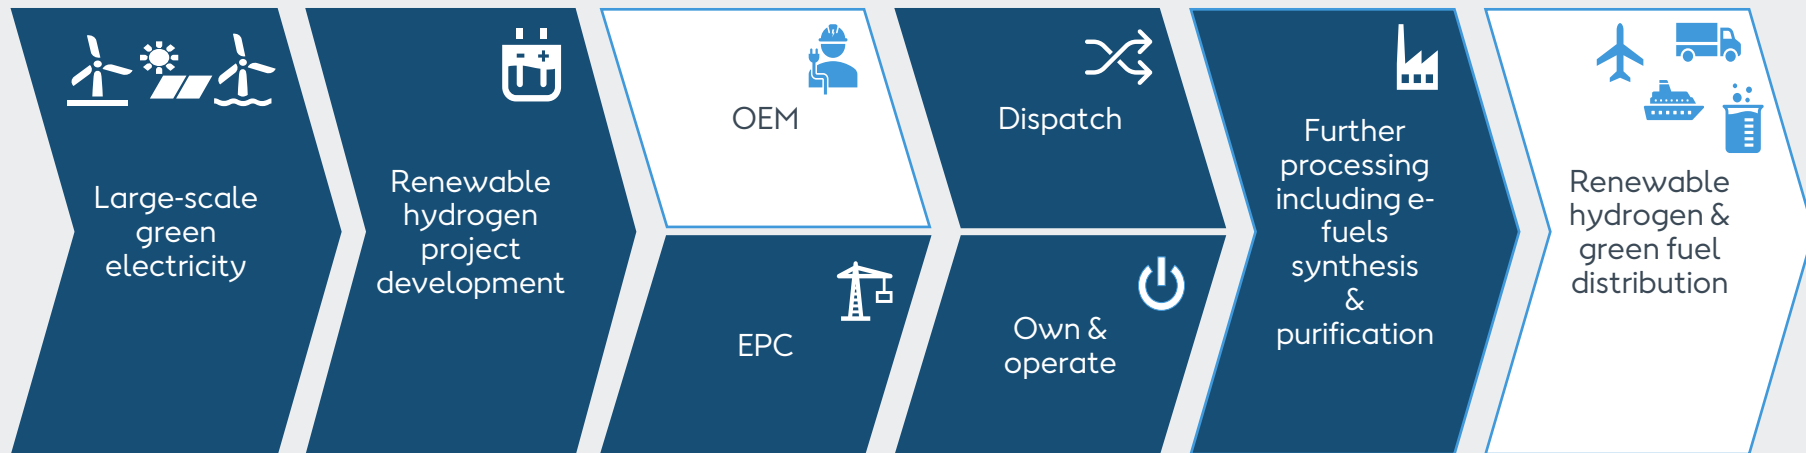 Large-scale
green
electricity
Renewable
hydrogen
project
development
OEM
EPC
Dispatch
Own &
operate
Further
processing
including e-
fuels
synthesis
&
purification
Renewable
hydrogen &
green fuel
distribution